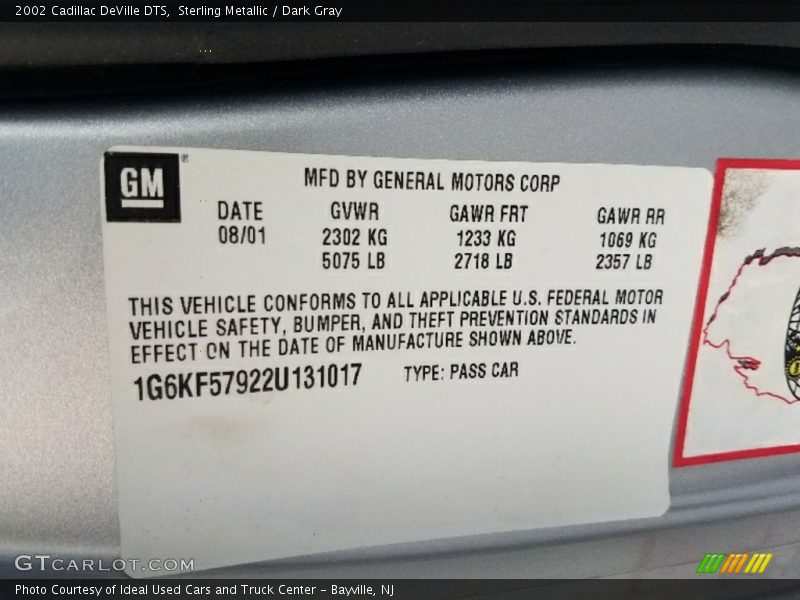 2002 Cadillac DeVille DTS, Sterling Metallic / Dark Gray
GM ®
MFD BY GENERAL MOTORS CORP
DATE GVWR GAWR FRT GAWR RR
08/01 2302 KG 1233 KG 1069 KG
5075 LB 2718 LB 2357 LB
THIS VEHICLE CONFORMS TO ALL APPLICABLE U.S. FEDERAL MOTOR
VEHICLE SAFETY, BUMPER, AND THEFT PREVENTION STANDARDS IN
EFFECT ON THE DATE OF MANUFACTURE SHOWN ABOVE.
1G6KF57922U131017 TYPE: PASS CAR
GTCARLOT.COM
Photo Courtesy of Ideal Used Cars and Truck Center - Bayville, NJ